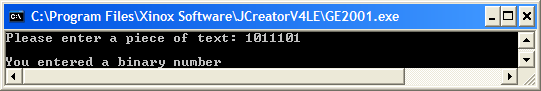 C:\Program Files\Xinox Software\JCreatorV4LE\GE2001.exe
Please enter a piece of text: 1011101
You entered a binary number